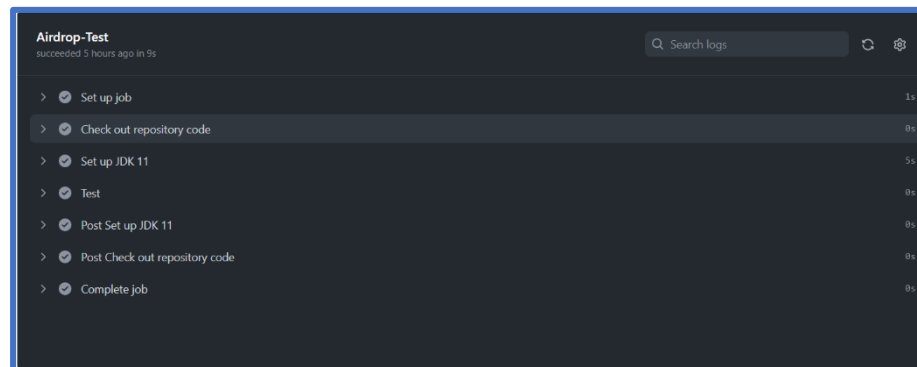 Airdrop-Test
succeeded 5 hours ago in 9s
Search logs
Set up job 1s
Check out repository code 0s
Set up JDK 11 5s
Test 0s
Post Set up JDK 11 0s
Post Check out repository code 0s
Complete job 0s